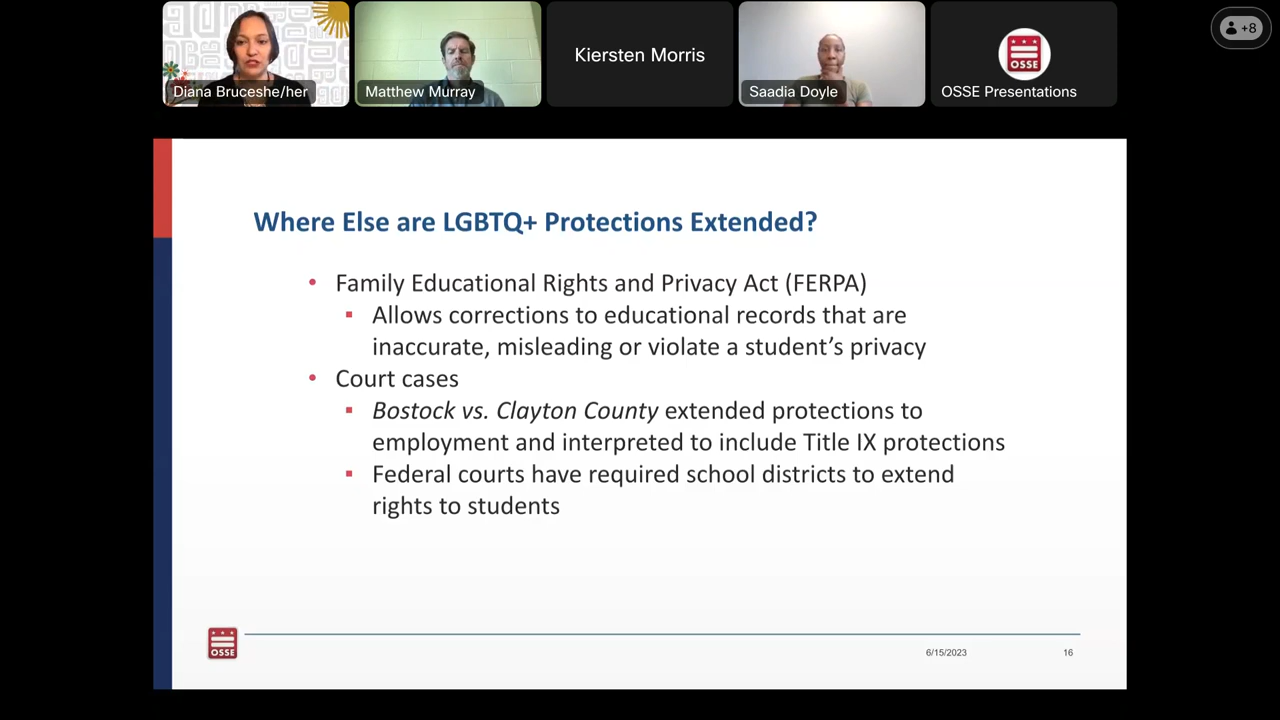 +8
Diana Bruceshe/her
Matthew Murray
Kiersten Morris
Saadia Doyle
OSSE
OSSE Presentations
Where Else are LGBTQ+ Protections Extended?
• Family Educational Rights and Privacy Act (FERPA)
▪ Allows corrections to educational records that are
inaccurate, misleading or violate a student's privacy
• Court cases
▪ Bostock vs. Clayton County extended protections to
employment and interpreted to include Title IX protections
▪ Federal courts have required school districts to extend
rights to students
OSSE
6/15/2023
16